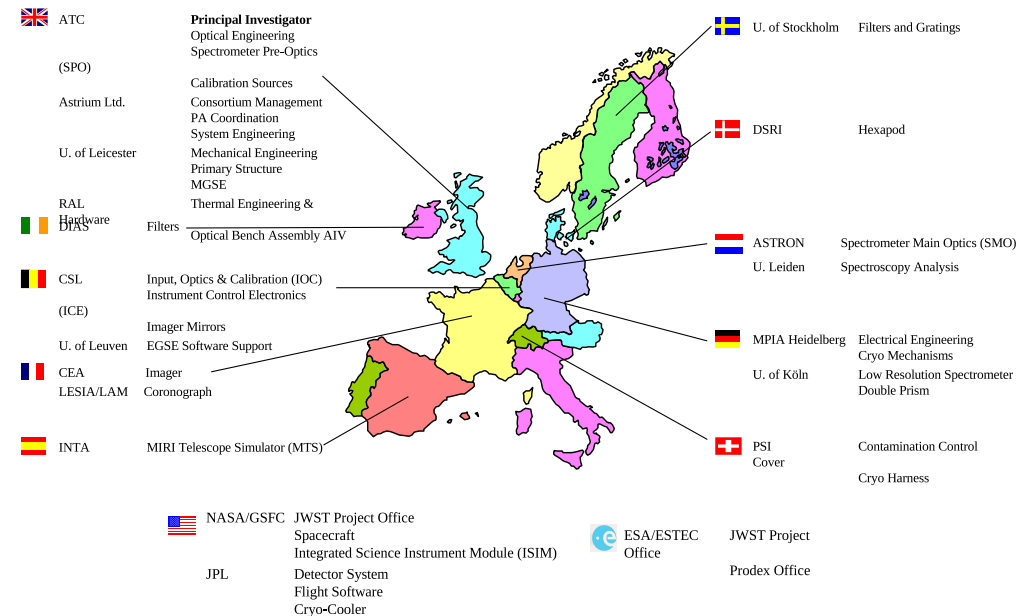 ATC Principal Investigator
Optical Engineering
Spectrometer Pre-Optics
(SPO)
Calibration Sources
Astrium Ltd. Consortium Management
PA Coordination
System Engineering
U. of Leicester Mechanical Engineering
Primary Structure
MGSE
RAL Thermal Engineering &
Hardware
Optical Bench Assembly AIV
DIAS Filters
CSL Input, Optics & Calibration (IOC)
Instrument Control Electronics
(ICE)
Imager Mirrors
U. of Leuven EGSE Software Support
CEA Imager
LESIA/LAM Coronograph
INTA MIRI Telescope Simulator (MTS)
U. of Stockholm Filters and Gratings
DSRI Hexapod
ASTRON Spectrometer Main Optics (SMO)
U. Leiden Spectroscopy Analysis
MPIA Heidelberg Electrical Engineering
Cryo Mechanisms
U. of Köln Low Resolution Spectrometer
Double Prism
PSI Contamination Control
Cover
Cryo Harness
NASA/GSFC JWST Project Office
Spacecraft
Integrated Science Instrument Module (ISIM)
JPL Detector System
Flight Software
Cryo-Cooler
ESA/ESTEC JWST Project
Office
Prodex Office